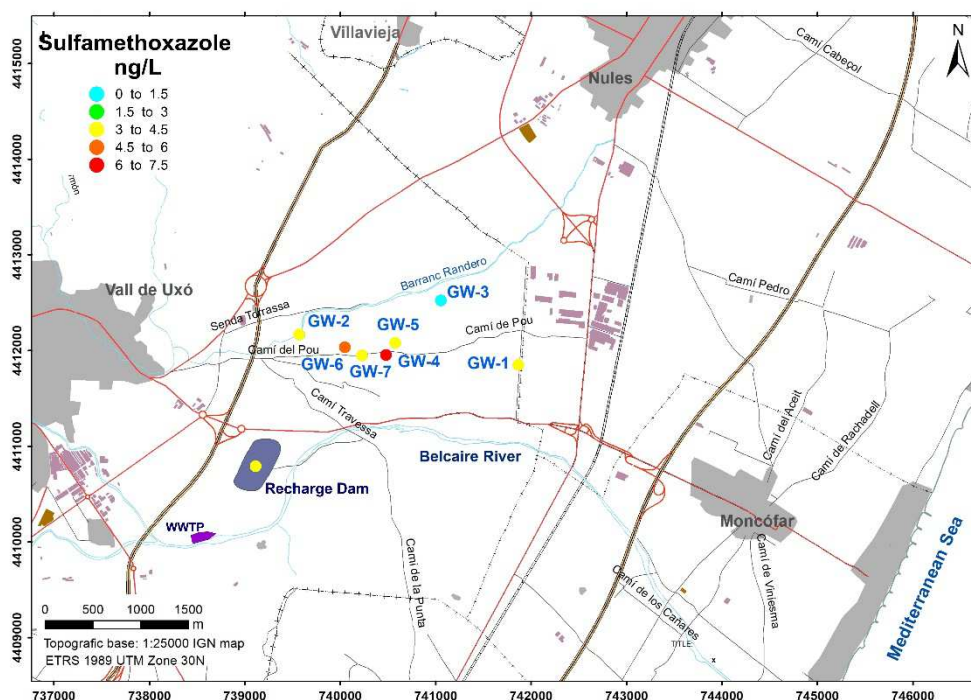 Sulfamethoxazole
ng/L
0 to 1.5
1.5 to 3
3 to 4.5
4.5 to 6
6 to 7.5
Villavieja
Nules
Camí Cabeçol
N
Vall de Uxó
Senda Torrassa
Barranc Randero
GW-3
Camí Pedro
GW-2
GW-5
Camí de Pou
Camí del Pou
GW-6
GW-7
GW-4
GW-1
Camí Travessa
Camí del Aceit
Camí de Rachadell
Belcaire River
Recharge Dam
WWTP
Moncófar
Camí de la Punta
Camí de los Cañares
Camí de Viniesma
Mediterranean Sea
TITLE
x
0 500 1000 1500
m
Topografic base: 1:25000 IGN map
ETRS 1989 UTM Zone 30N
4415000
4414000
4413000
4412000
4411000
4410000
4409000
737000 738000 739000 740000 741000 742000 743000 744000 745000 746000